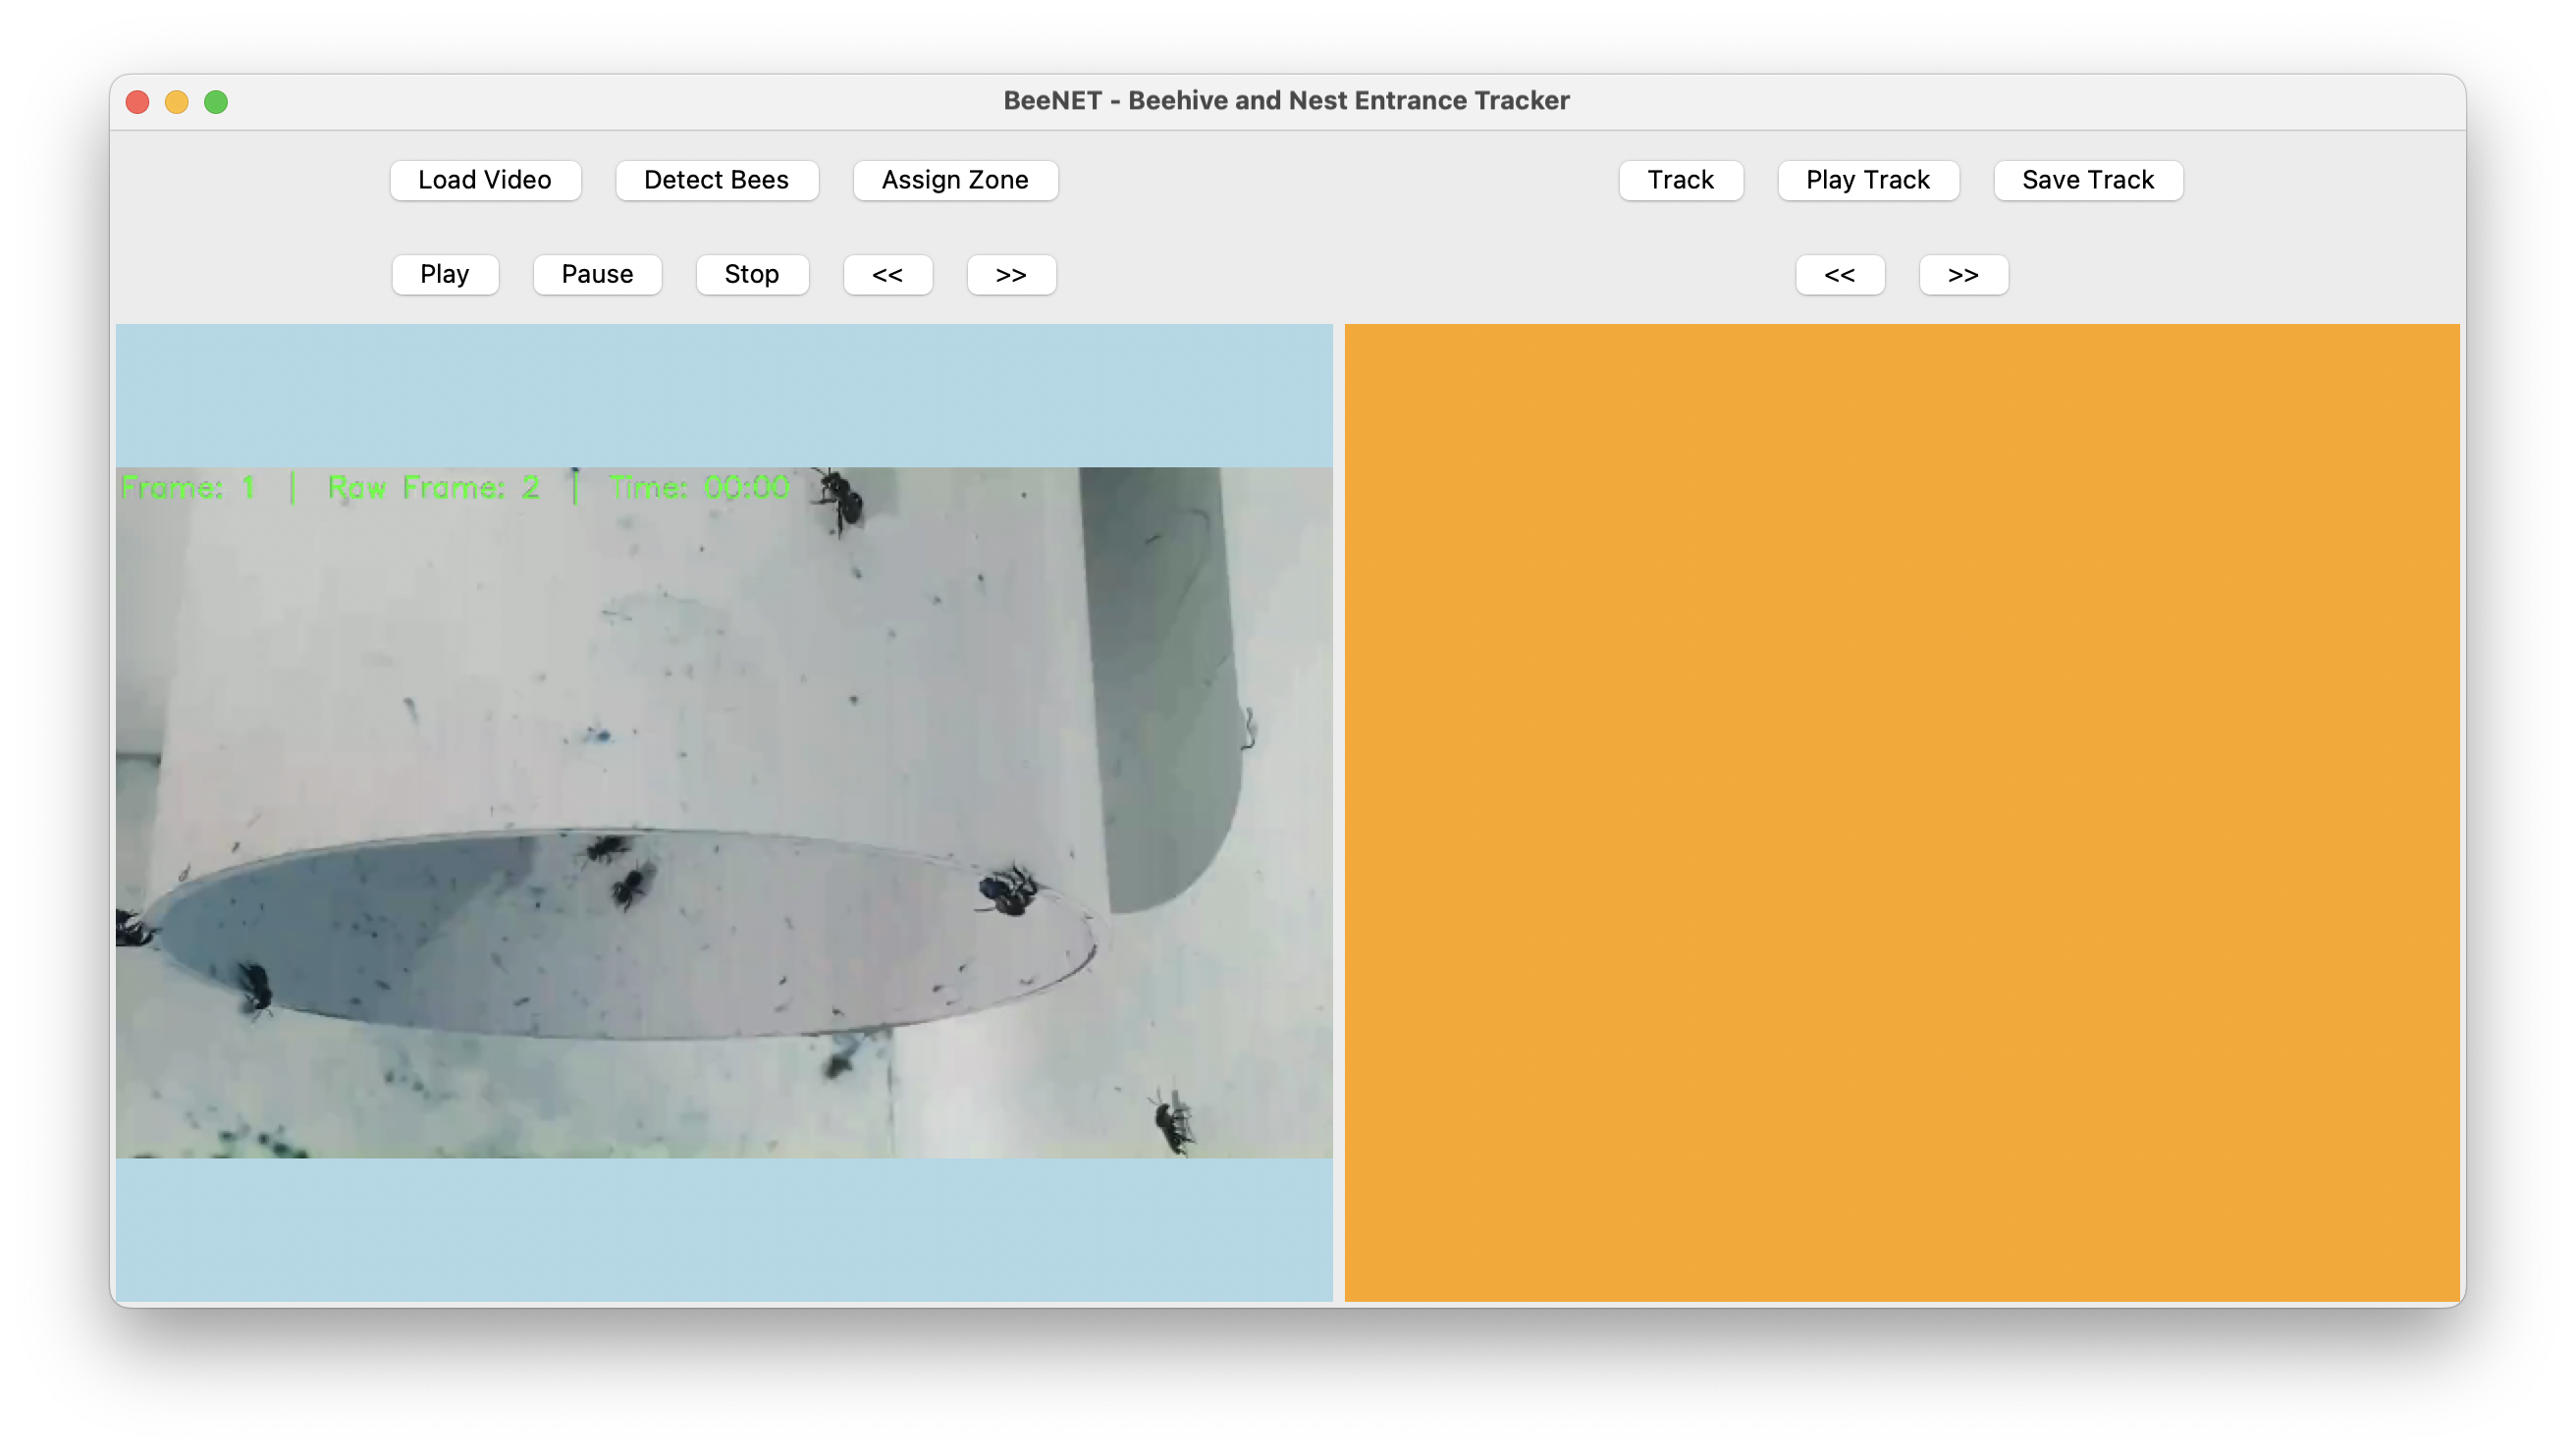 BeeNET - Beehive and Nest Entrance Tracker
Load Video Detect Bees Assign Zone
Track Play Track Save Track
Play Pause Stop << >>
<< >>
Frame: 1 | Raw Frame: 2 | Time: 00:00